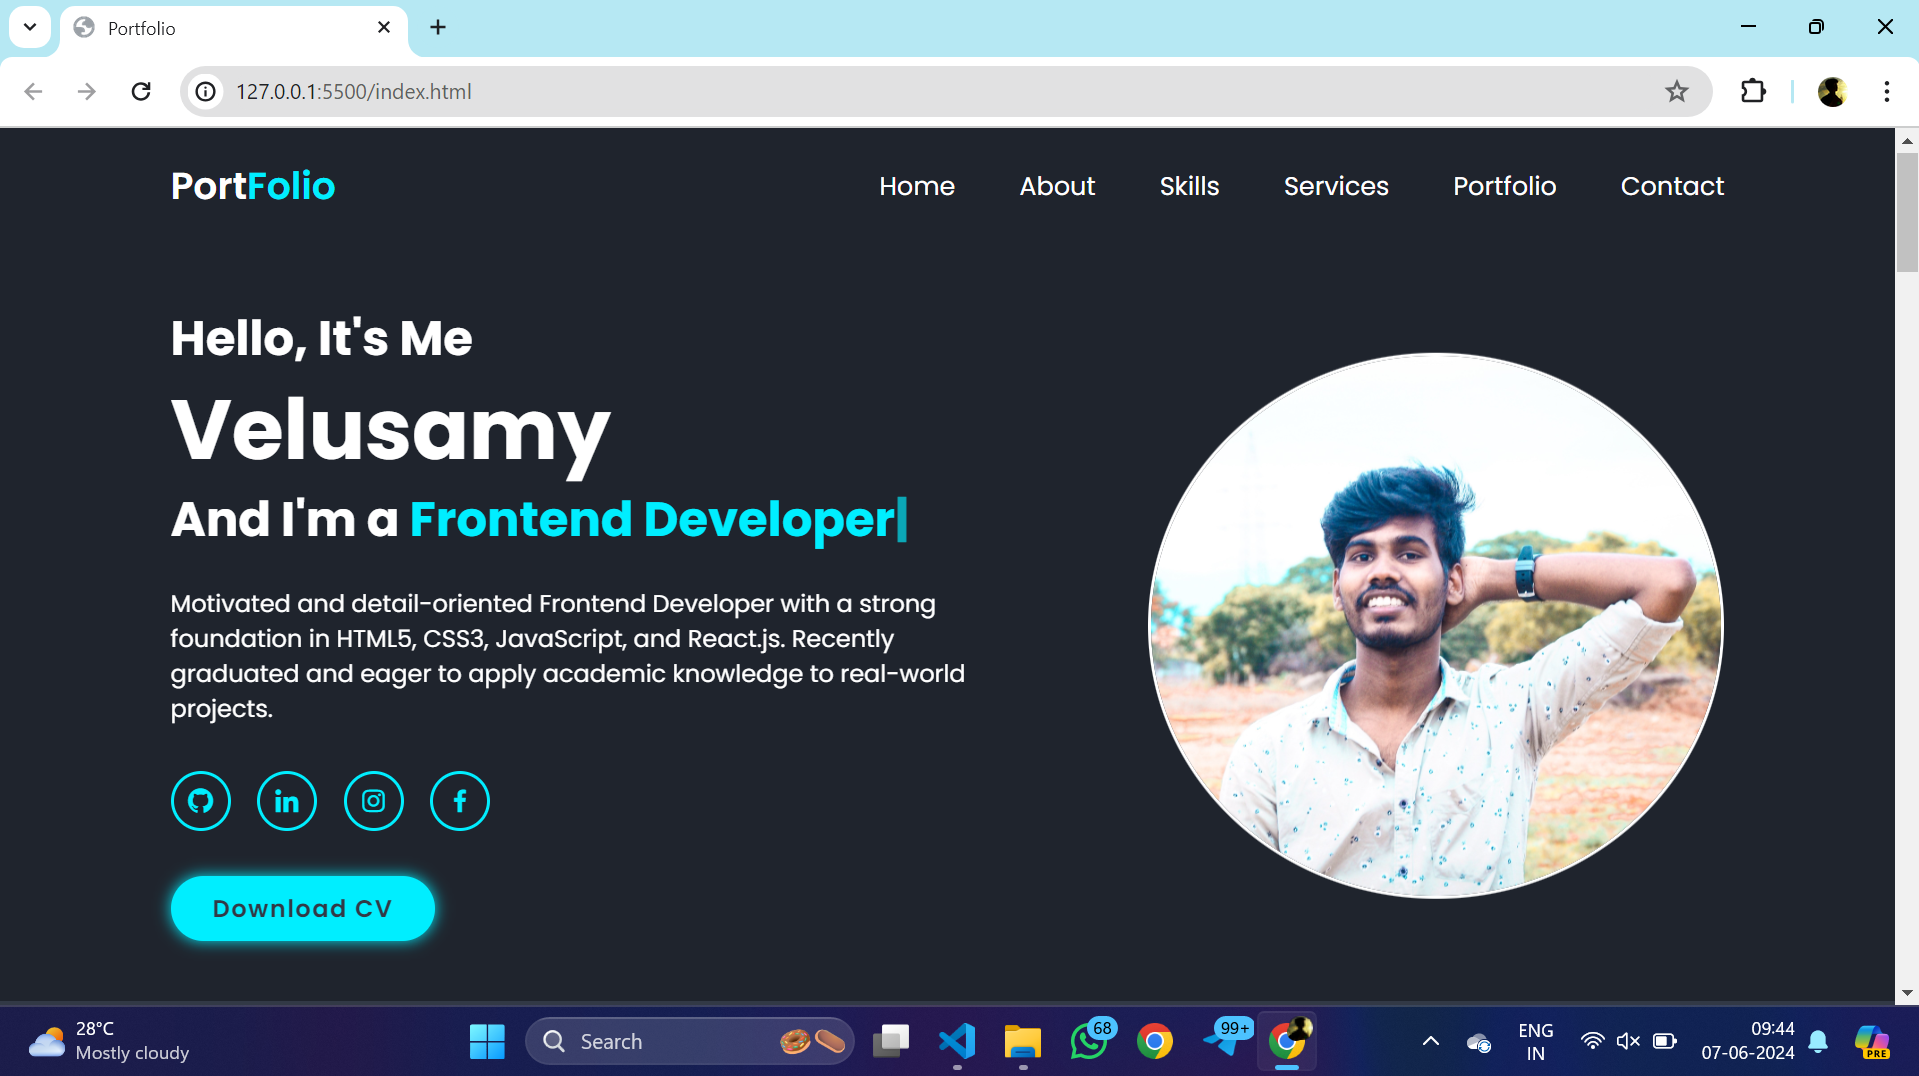 Portfolio
127.0.0.1:5500/index.html
PortFolio
Home About Skills Services Portfolio Contact
Hello, It's Me
Velusamy
And I'm a Frontend Developer
Motivated and detail-oriented Frontend Developer with a strong
foundation in HTML5, CSS3, JavaScript, and React.js. Recently
graduated and eager to apply academic knowledge to real-world
projects.
Download CV
28°C
Mostly cloudy
Search
68
99+
ENG
IN
09:44
07-06-2024
PRE